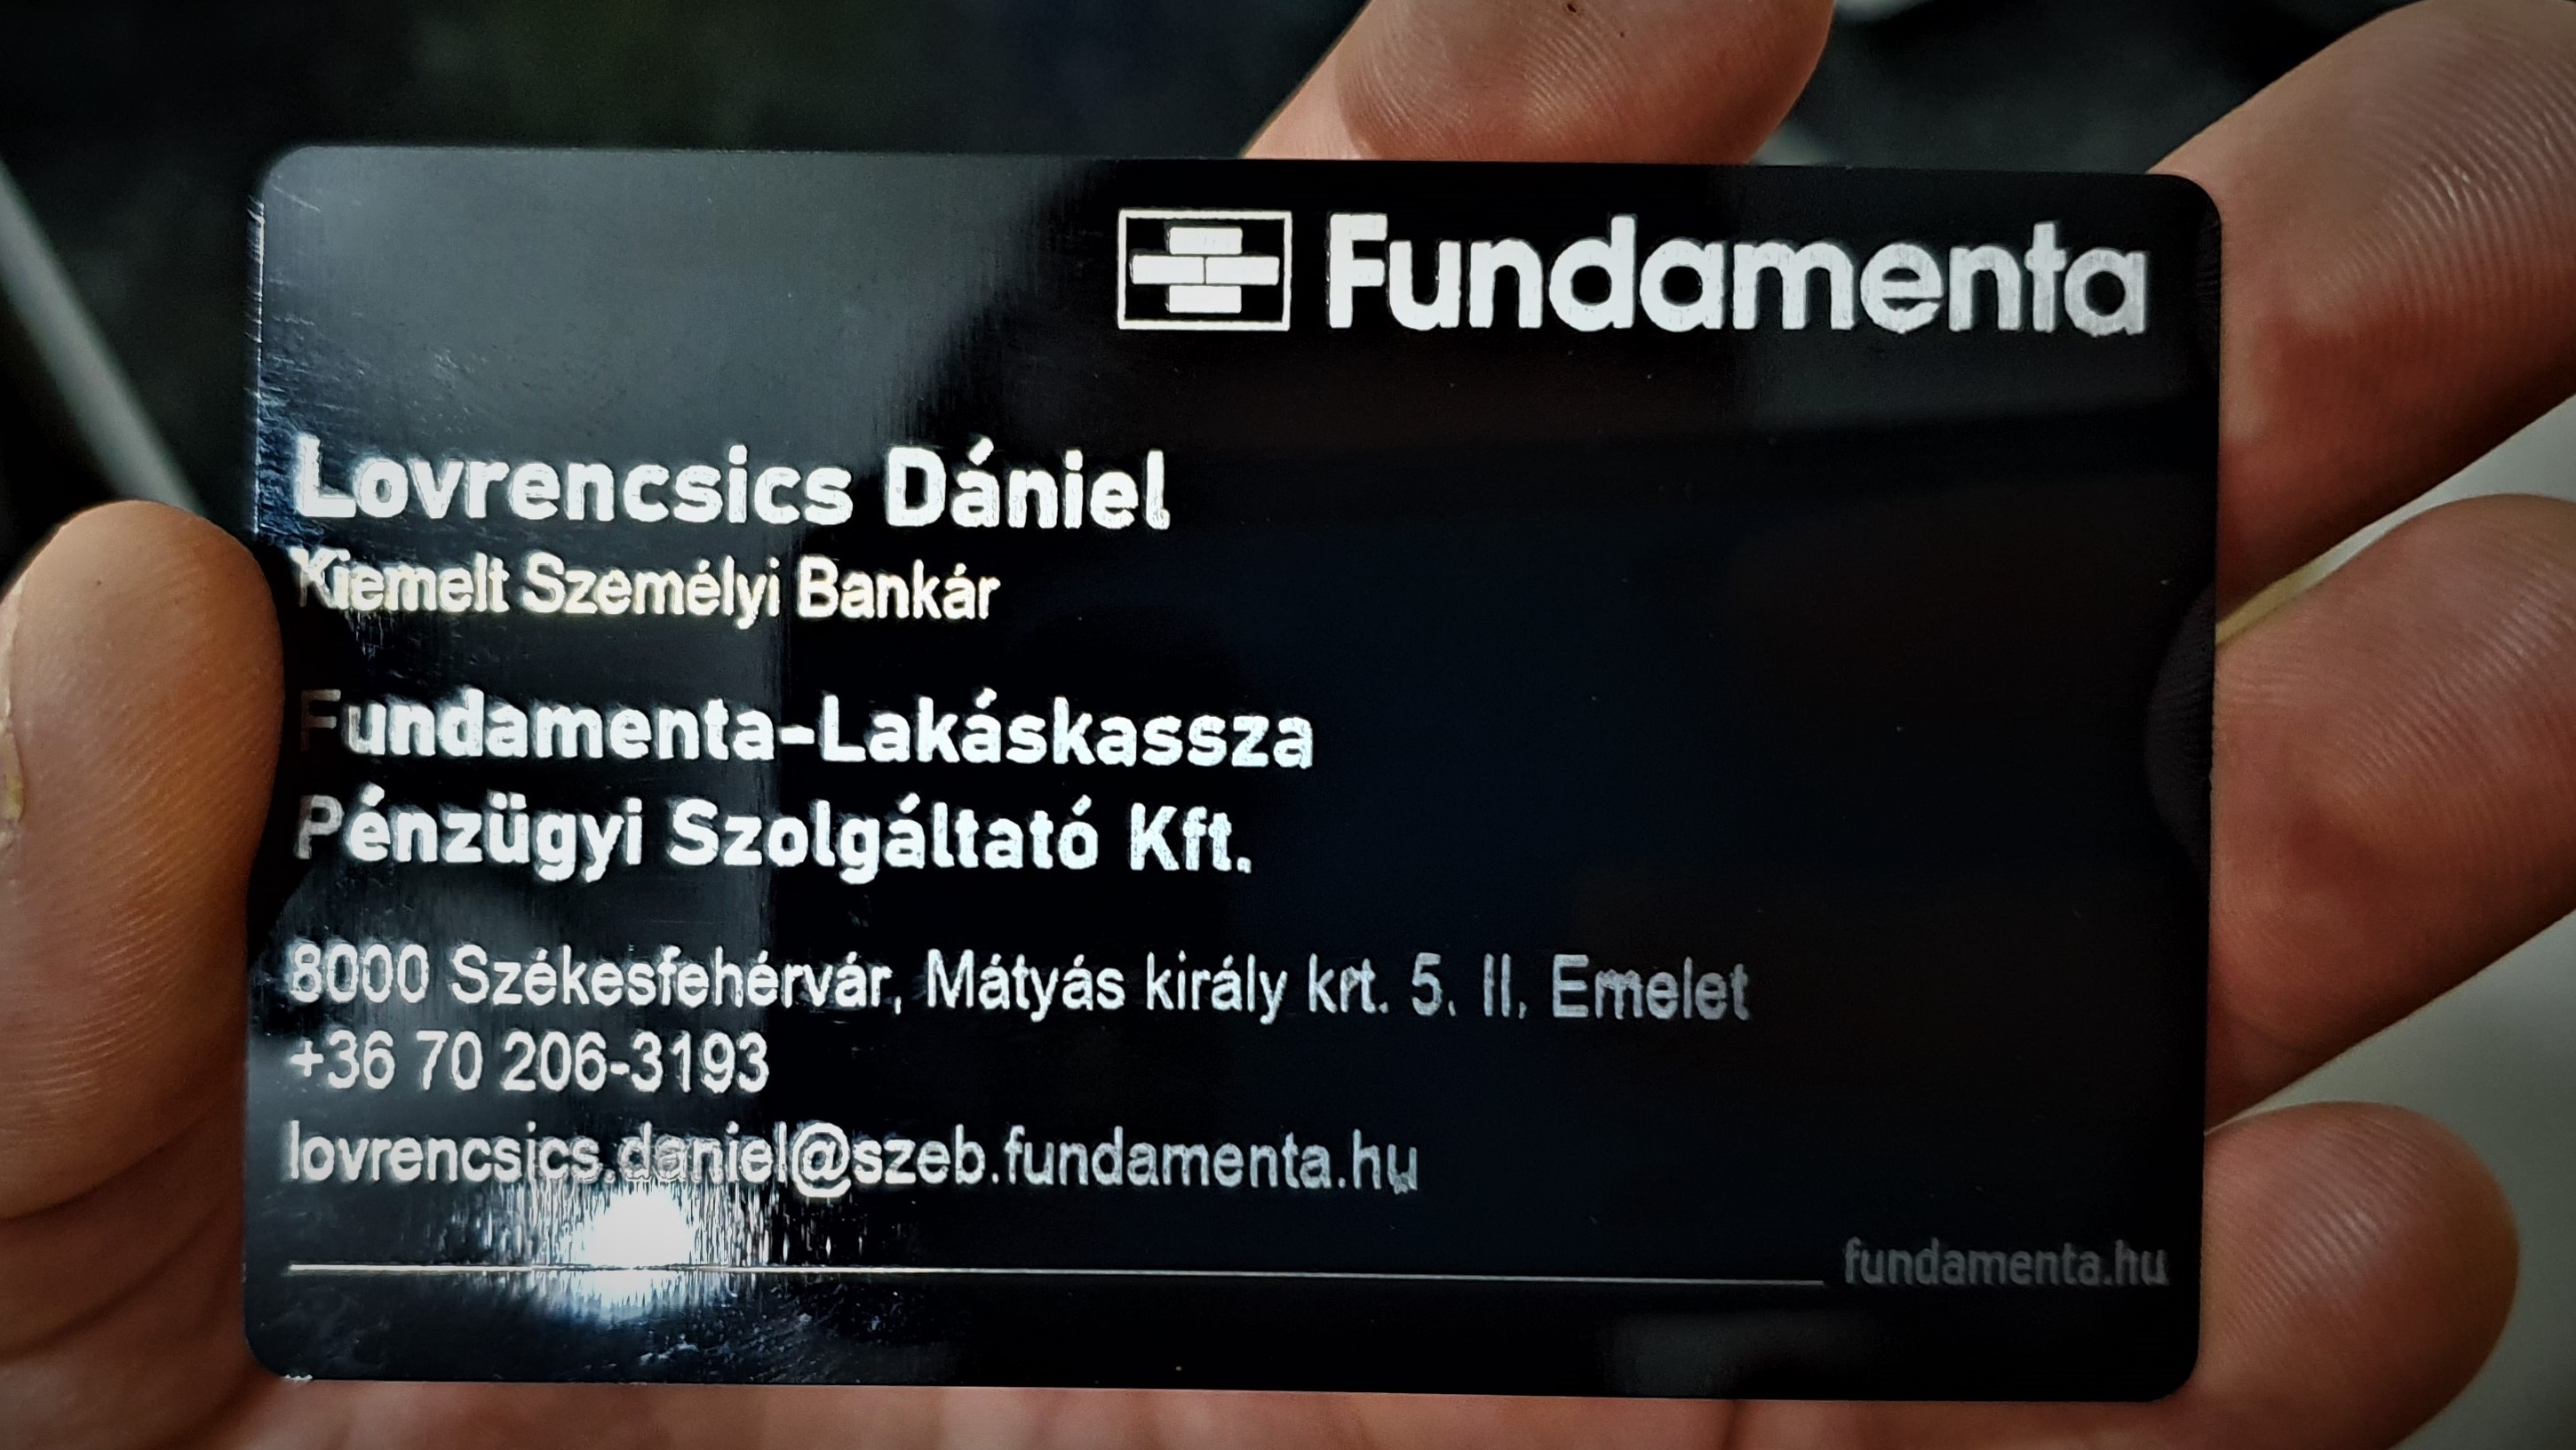 Fundamenta
Lovrencsics Dániel
Kiemelt Személyi Bankár
Fundamenta-Lakáskassza
Pénzügyi Szolgáltató Kft.
8000 Székesfehérvár, Mátyás király krt. 5. II. Emelet
+36 70 206-3193
lovrencsics.daniel@szeb.fundamenta.hu
fundamenta.hu